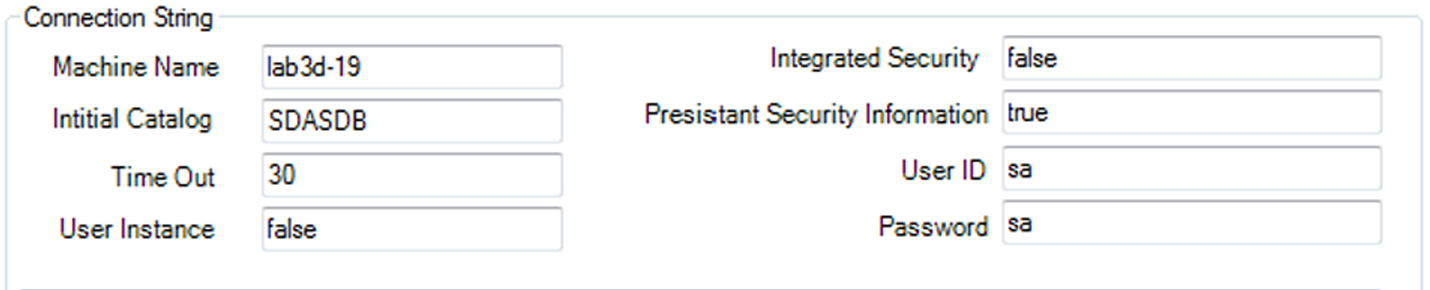 Connection String
Machine Name lab3d-19
Intitial Catalog SDASDB
Time Out 30
User Instance false
Integrated Security false
Presistant Security Information true
User ID sa
Password sa